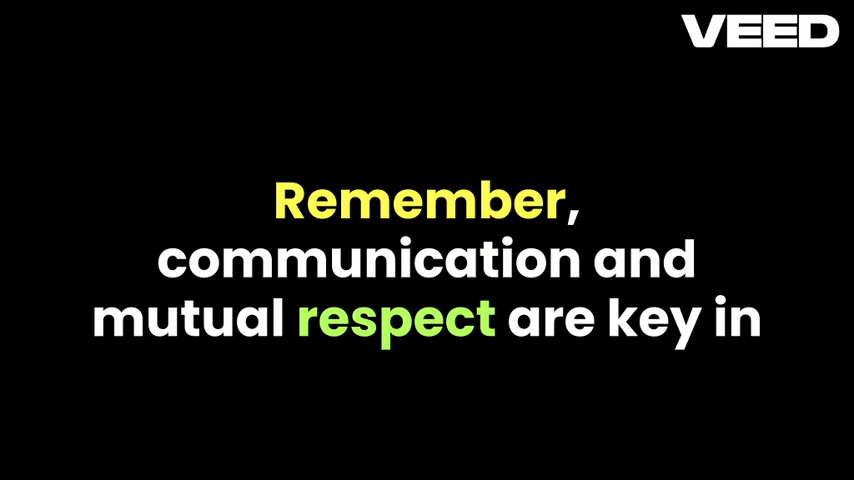 VEED
Remember,
communication and
mutual respect are key in